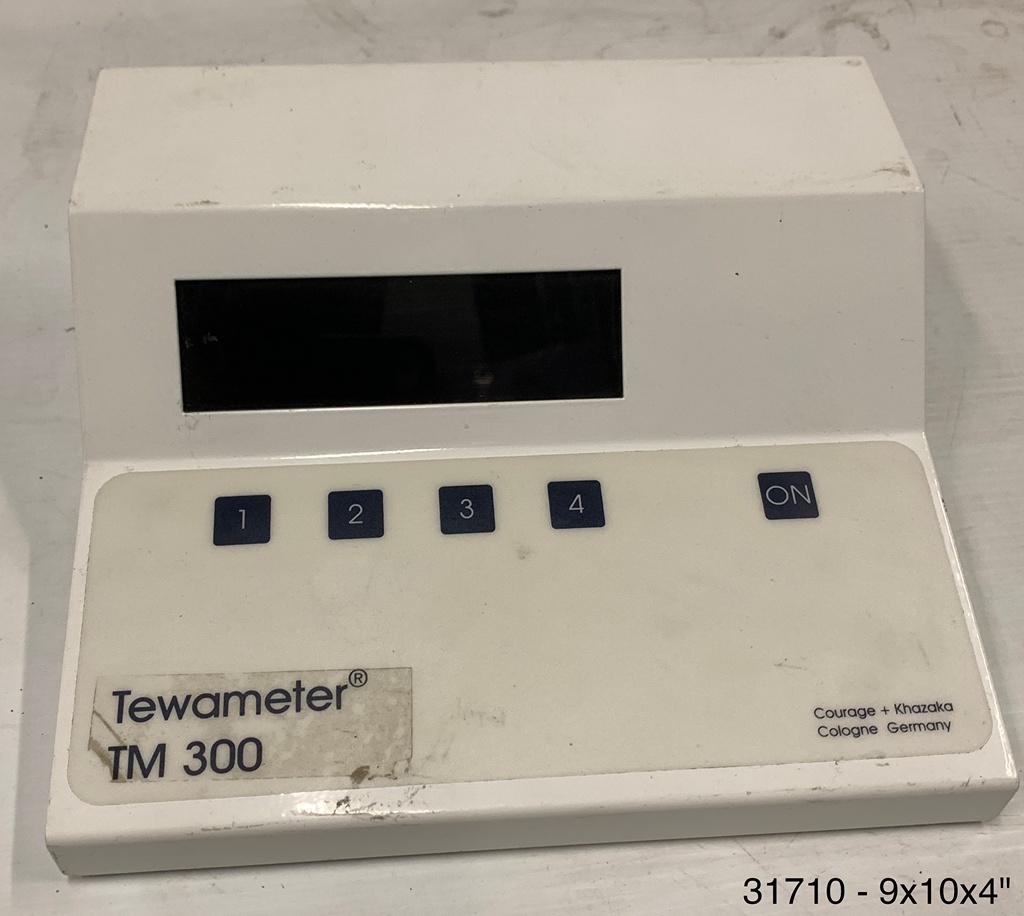 1 2 3 4 ON
Tewameter®
TM 300
Courage + Khazaka
Cologne Germany
31710 - 9x10x4"